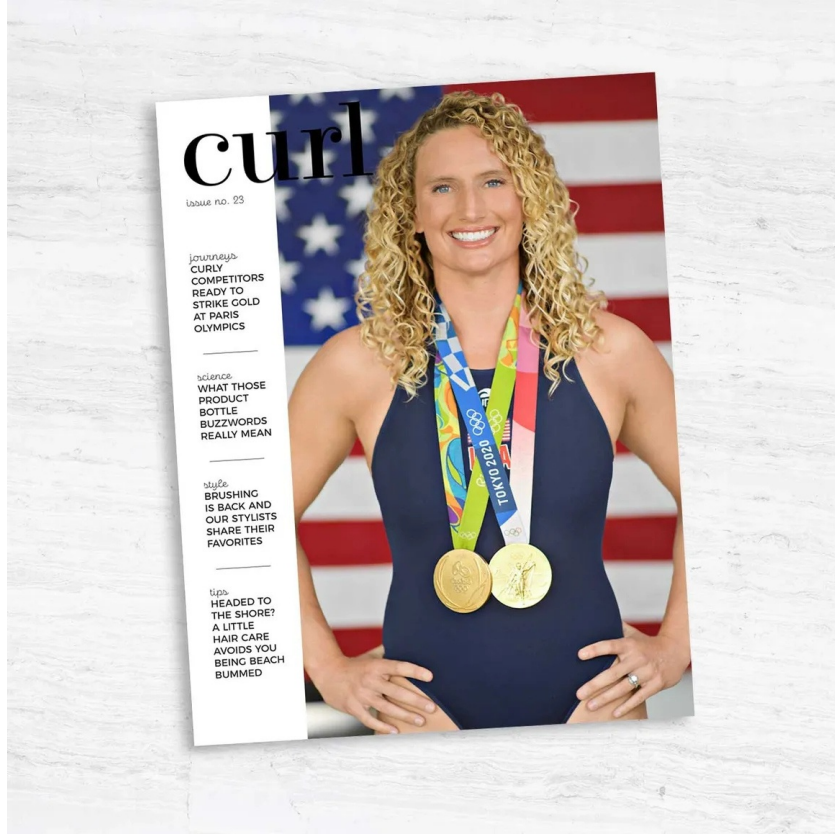 curl
issue no. 23
journeys
CURLY
COMPETITORS
READY TO
STRIKE GOLD
AT PARIS
OLYMPICS
science
WHAT THOSE
PRODUCT
BOTTLE
BUZZWORDS
REALLY MEAN
style
BRUSHING
IS BACK AND
OUR STYLISTS
SHARE THEIR
FAVORITES
tips
HEADED TO
THE SHORE?
A LITTLE
HAIR CARE
AVOIDS YOU
BEING BEACH
BUMMED
TOKYO 2020